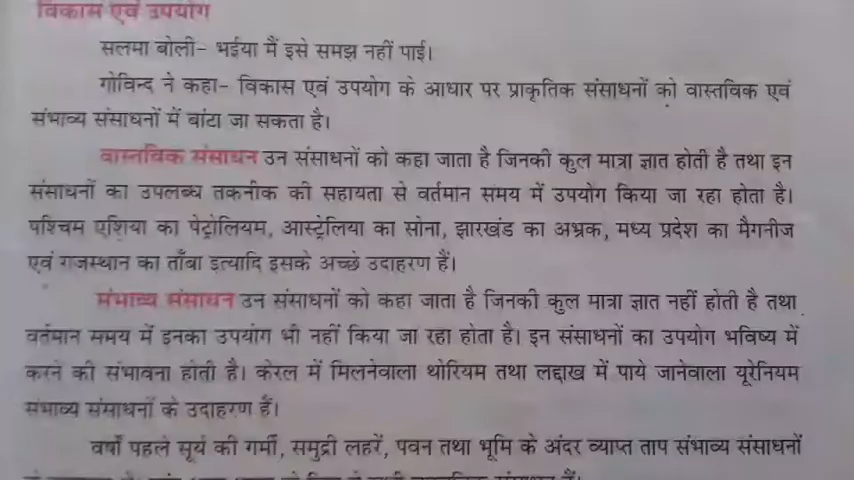 विकास एवं उपयोग
सलमा बोली- भईया मैं इसे समझ नहीं पाई।
गोविन्द ने कहा- विकास एवं उपयोग के आधार पर प्राकृतिक संसाधनों को वास्तविक एवं
संभाव्य संसाधनों में बांटा जा सकता है।
वास्तविक संसाधन उन संसाधनों को कहा जाता है जिनकी कुल मात्रा ज्ञात होती है तथा इन
संसाधनों का उपलब्ध तकनीक की सहायता से वर्तमान समय में उपयोग किया जा रहा होता है।
पश्चिम एशिया का पेट्रोलियम, आस्ट्रेलिया का सोना, झारखंड का अभ्रक, मध्य प्रदेश का मैगनीज
एवं राजस्थान का ताँबा इत्यादि इसके अच्छे उदाहरण हैं।
संभाव्य संसाधन उन संसाधनों को कहा जाता है जिनकी कुल मात्रा ज्ञात नहीं होती है तथा
वर्तमान समय में इनका उपयोग भी नहीं किया जा रहा होता है। इन संसाधनों का उपयोग भविष्य में
करने की संभावना होती है। केरल में मिलनेवाला थोरियम तथा लद्दाख में पाये जानेवाला यूरेनियम
संभाव्य संसाधनों के उदाहरण हैं।
वर्षों पहले सूर्य की गर्मी, समुद्री लहरें, पवन तथा भूमि के अंदर व्याप्त ताप संभाव्य संसाधनों